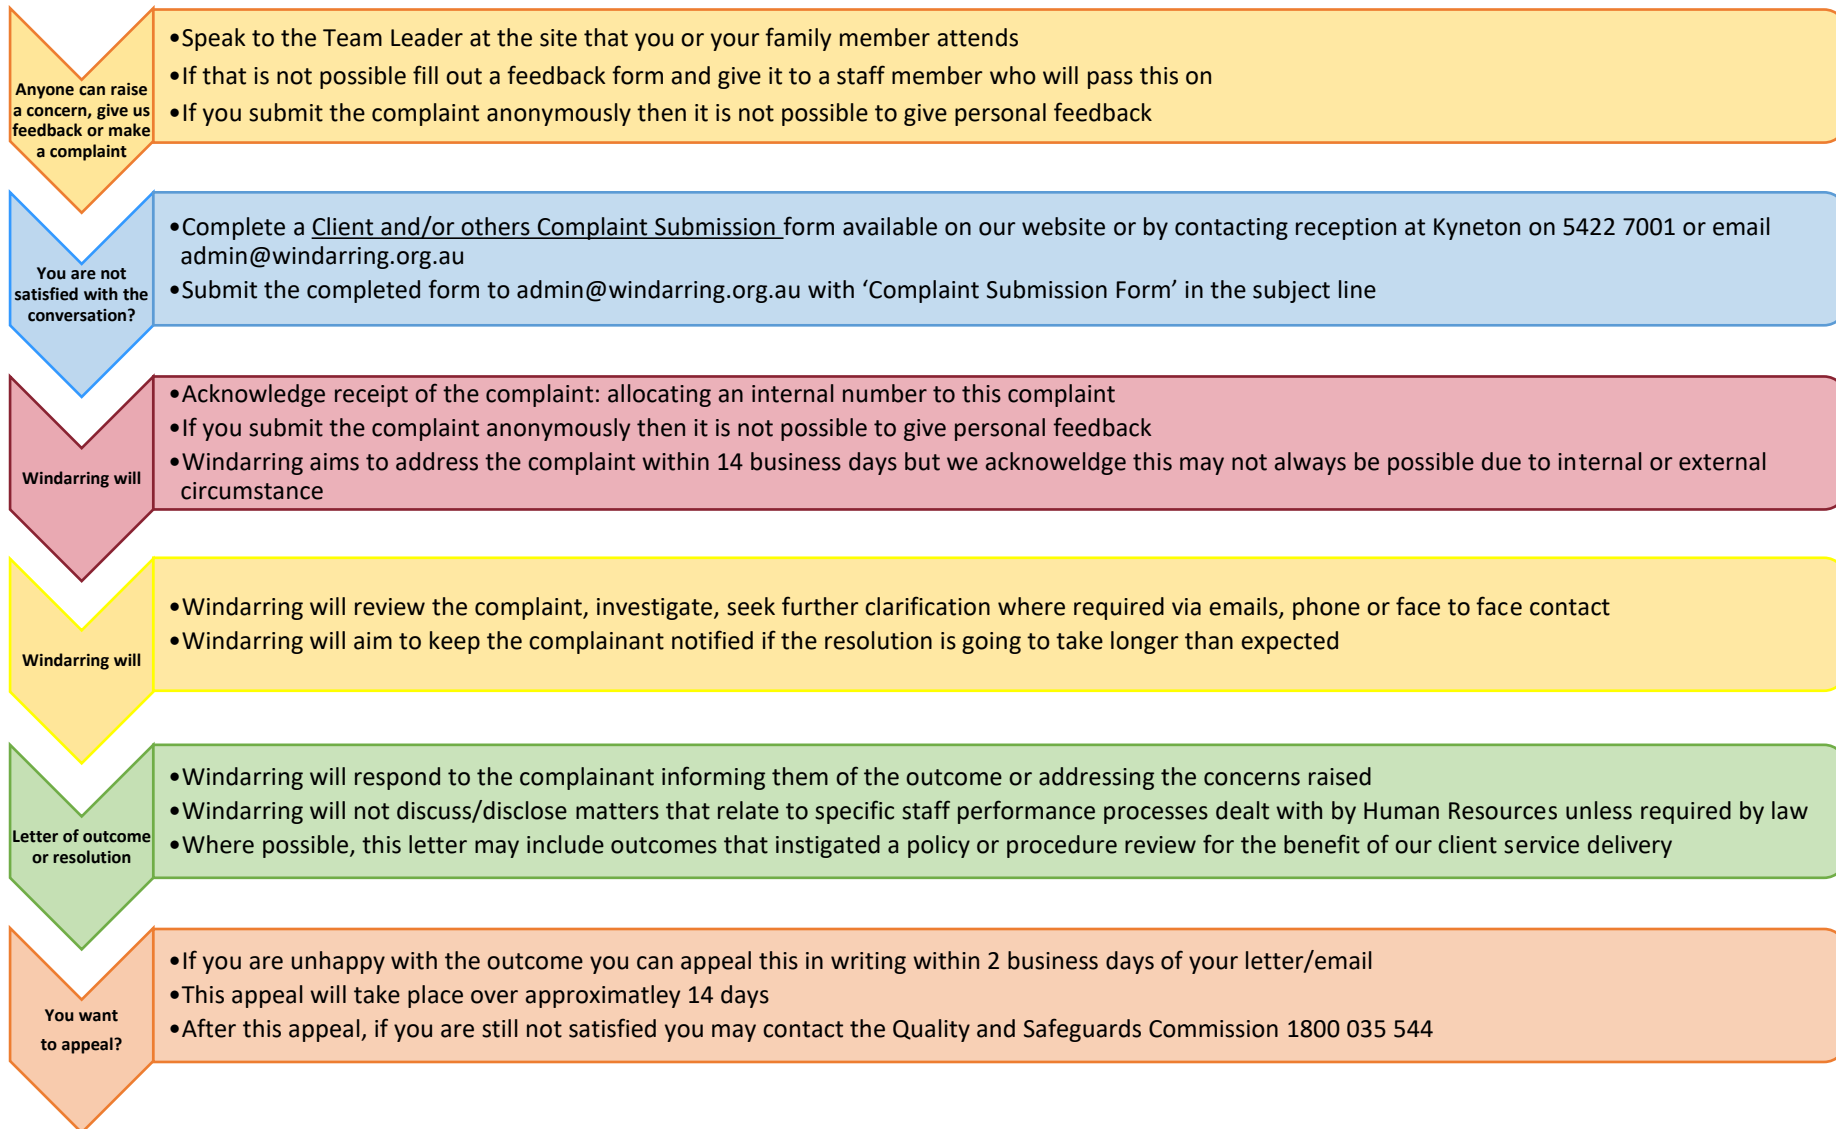 Anyone can raise
a concern, give us
feedback or make
a complaint
•Speak to the Team Leader at the site that you or your family member attends
•If that is not possible fill out a feedback form and give it to a staff member who will pass this on
•If you submit the complaint anonymously then it is not possible to give personal feedback
You are not
satisfied with the
conversation?
•Complete a Client and/or others Complaint Submission form available on our website or by contacting reception at Kyneton on 5422 7001 or email
admin@windarring.org.au
•Submit the completed form to admin@windarring.org.au with ‘Complaint Submission Form’ in the subject line
Windarring will
•Acknowledge receipt of the complaint: allocating an internal number to this complaint
•If you submit the complaint anonymously then it is not possible to give personal feedback
•Windarring aims to address the complaint within 14 business days but we acknoweldge this may not always be possible due to internal or external
circumstance
Windarring will
•Windarring will review the complaint, investigate, seek further clarification where required via emails, phone or face to face contact
•Windarring will aim to keep the complainant notified if the resolution is going to take longer than expected
Letter of outcome
or resolution
•Windarring will respond to the complainant informing them of the outcome or addressing the concerns raised
•Windarring will not discuss/disclose matters that relate to specific staff performance processes dealt with by Human Resources unless required by law
•Where possible, this letter may include outcomes that instigated a policy or procedure review for the benefit of our client service delivery
You want
to appeal?
•If you are unhappy with the outcome you can appeal this in writing within 2 business days of your letter/email
•This appeal will take place over approximatley 14 days
•After this appeal, if you are still not satisfied you may contact the Quality and Safeguards Commission 1800 035 544